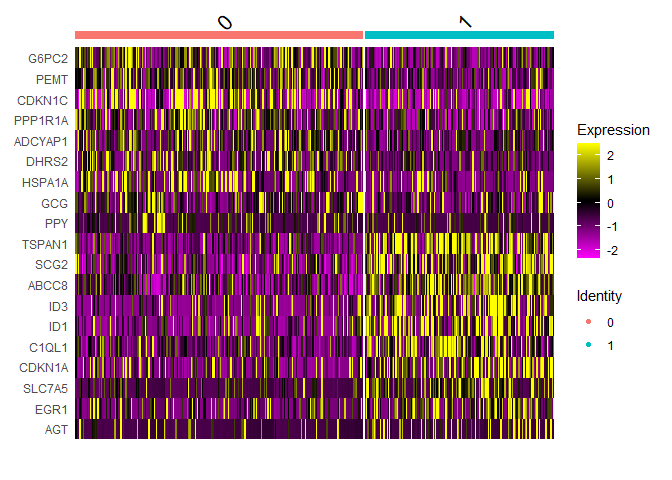 0
1
G6PC2
PEMT
CDKN1C
PPP1R1A
ADCYAP1
DHRS2
HSPA1A
GCG
PPY
TSPAN1
SCG2
ABCC8
ID3
ID1
C1QL1
CDKN1A
SLC7A5
EGR1
AGT
Expression
2
1
0
-1
-2
Identity
0
1